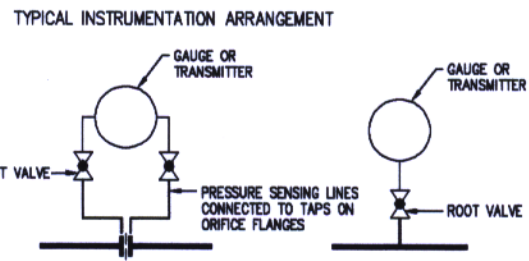 TYPICAL INSTRUMENTATION ARRANGEMENT
GAUGE OR
TRANSMITTER
T VALVE
PRESSURE SENSING LINES
CONNECTED TO TAPS ON
ORIFICE FLANGES
GAUGE OR
TRANSMITTER
ROOT VALVE